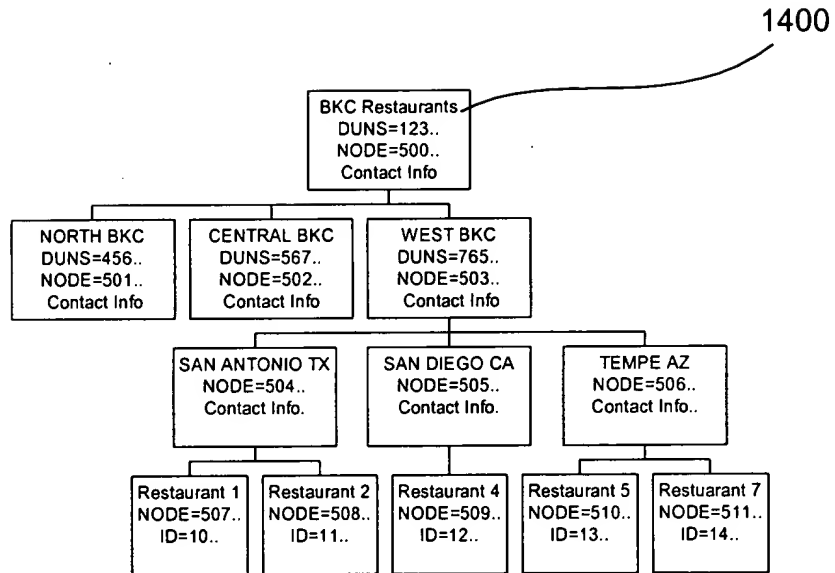 1400
BKC Restaurants
DUNS=123..
NODE=500..
Contact Info
NORTH BKC
DUNS=456..
NODE=501..
Contact Info
CENTRAL BKC
DUNS=567..
NODE=502..
Contact Info
WEST BKC
DUNS=765..
NODE=503..
Contact Info
SAN ANTONIO TX
NODE=504..
Contact Info.
SAN DIEGO CA
NODE=505..
Contact Info.
TEMPE AZ
NODE=506..
Contact Info..
Restaurant 1
NODE=507..
ID=10..
Restaurant 2
NODE=508..
ID=11..
Restaurant 4
NODE=509..
ID=12..
Restaurant 5
NODE=510..
ID=13..
Restuarant 7
NODE=511..
ID=14..